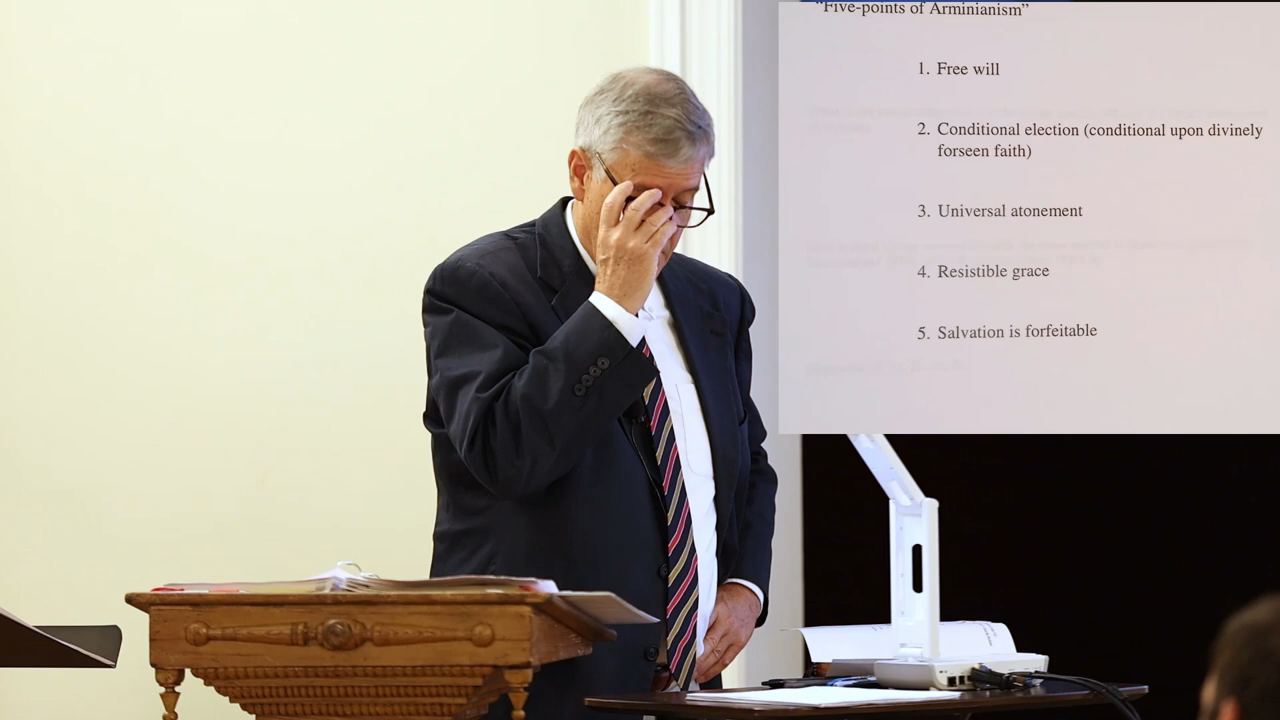 "Five-points of Arminianism"
1. Free will
2. Conditional election (conditional upon divinely
forseen faith)
3. Universal atonement
4. Resistible grace
5. Salvation is forfeitable